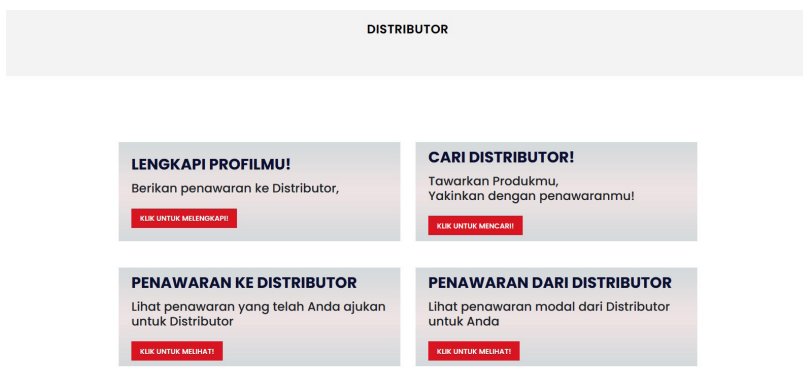 DISTRIBUTOR
LENGKAPI PROFILMU!
Berikan penawaran ke Distributor,
KLIK UNTUK MELENGKAPI!
CARI DISTRIBUTOR!
Tawarkan Produkmu,
Yakinkan dengan penawaranmu!
KLIK UNTUK MENCARI!
PENAWARAN KE DISTRIBUTOR
Lihat penawaran yang telah Anda ajukan
untuk Distributor
KLIK UNTUK MELIHAT!
PENAWARAN DARI DISTRIBUTOR
Lihat penawaran modal dari Distributor
untuk Anda
KLIK UNTUK MELIHAT!